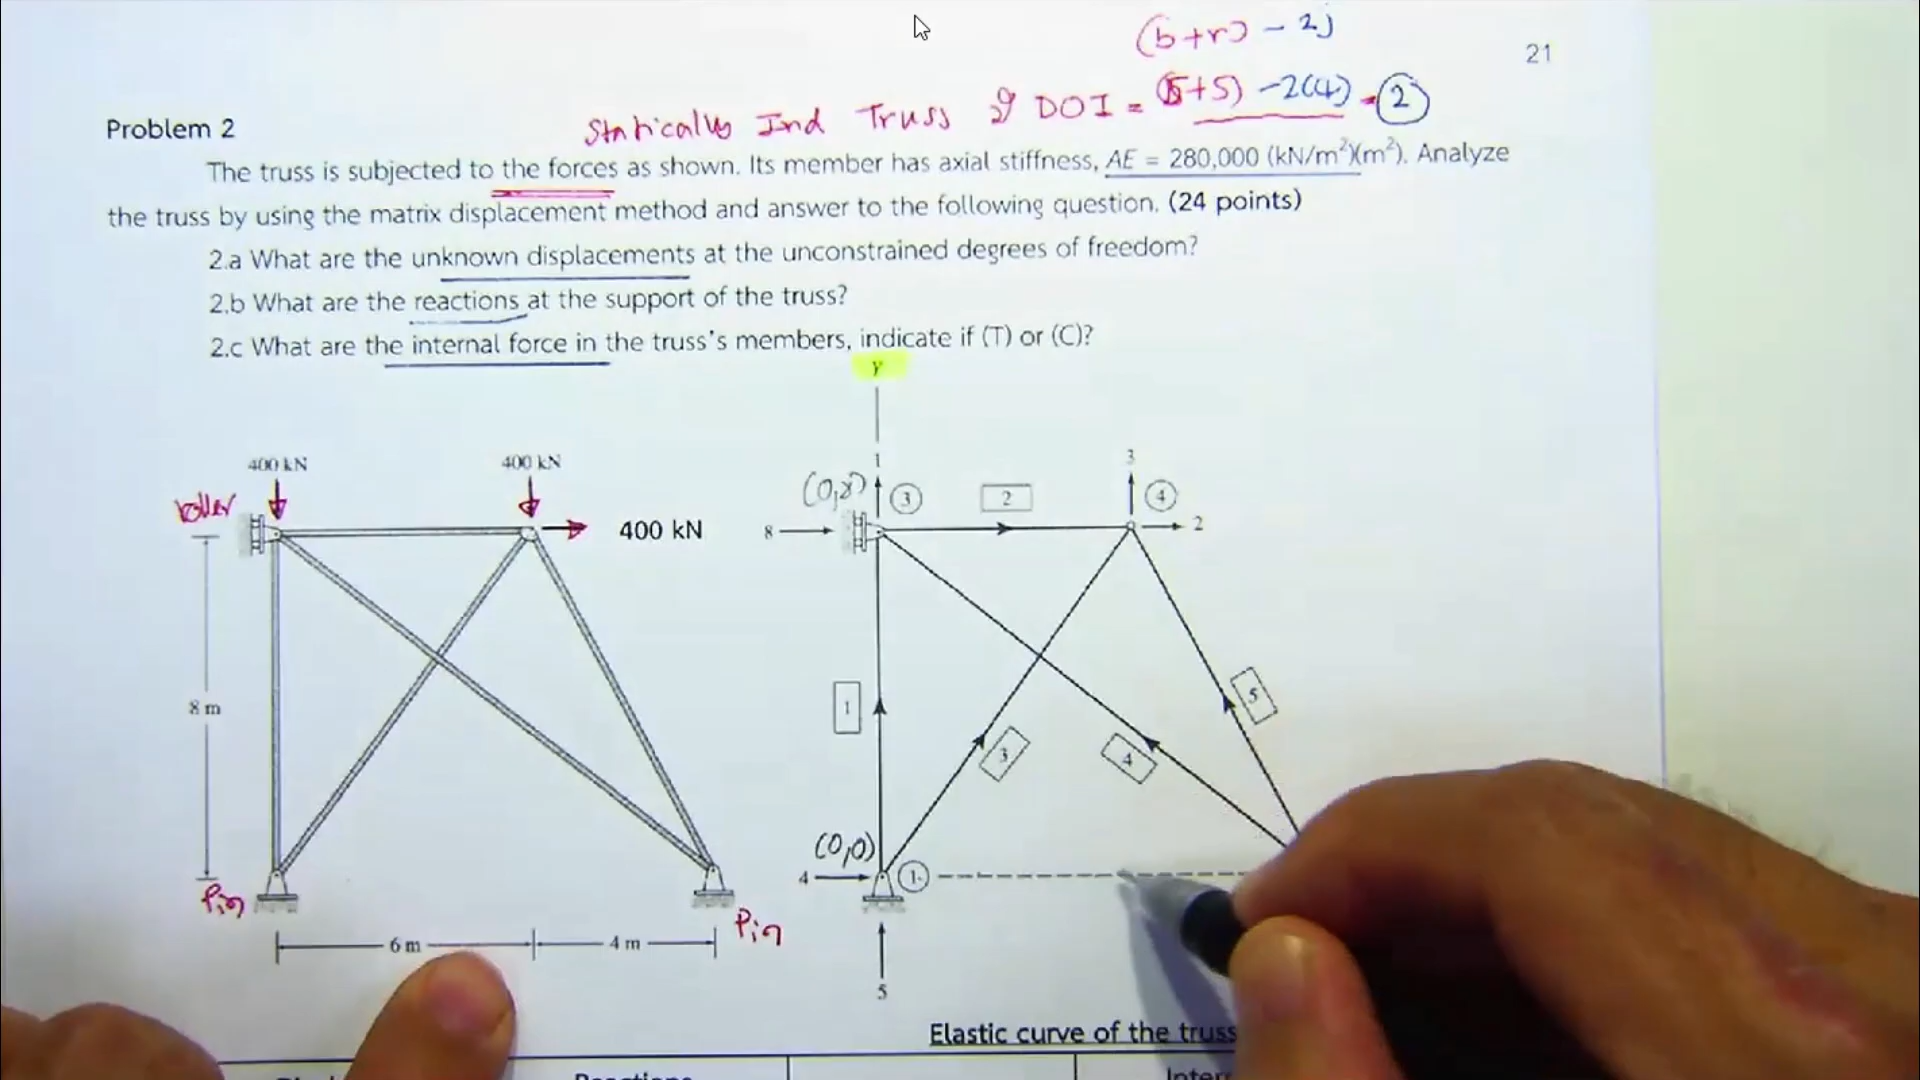 (b+r) - 2j
21
Statically Ind Truss DOI = (5+5) - 2(4) = 2
Problem 2
The truss is subjected to the forces as shown. Its member has axial stiffness, AE = 280,000 (kN/m²)(m²). Analyze
the truss by using the matrix displacement method and answer to the following question. (24 points)
2.a What are the unknown displacements at the unconstrained degrees of freedom?
2.b What are the reactions at the support of the truss?
2.c What are the internal force in the truss's members, indicate if (T) or (C)?
Y
400 kN
400 kN
1
3
roller
(0,8)
3
2
4
400 kN
8
2
8 m
1
3
4
5
(0,0)
4
1
Pin
Pin
6 m
4 m
5
Elastic curve of the truss
Reactions